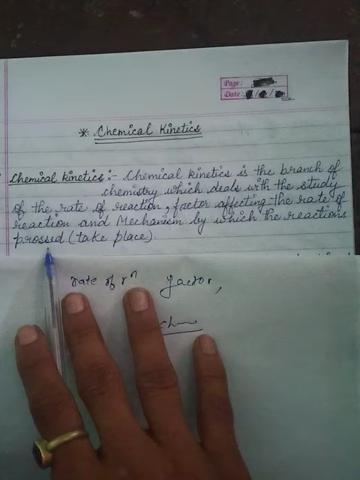 Page:
Date: / /
* Chemical Kinetics
Chemical kinetics:- Chemical kinetics is the branch of
chemistry which deals with the study
of the rate of reaction, factor affecting the rate of
reaction and Mechanism by which the reactions
prossed (take place)
rate of rⁿ factor,